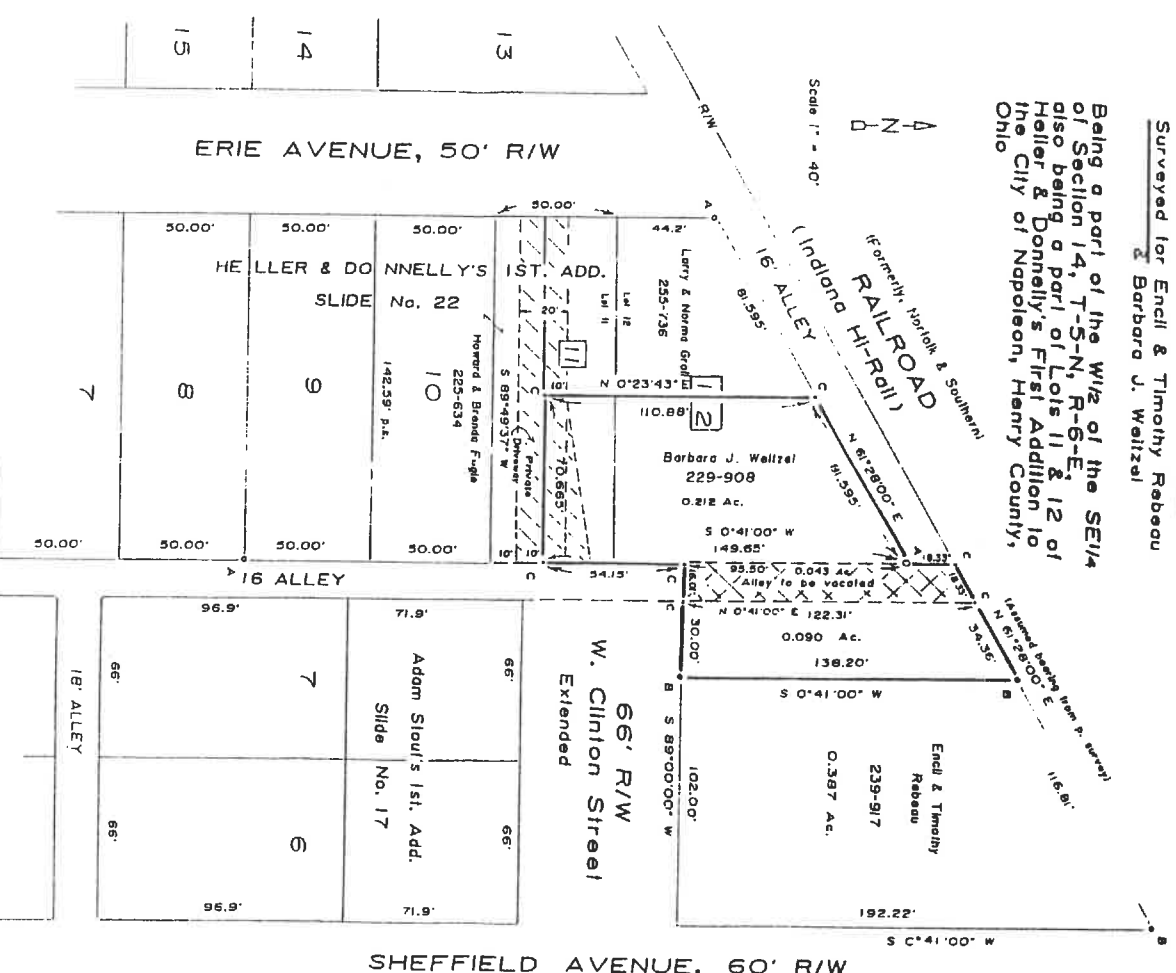 Surveyed for Encil & Timothy Rebeau
& Barbara J. Weitzel
Being a part of the W1/2 of the SE1/4
of Section 14, T-5-N, R-6-E,
also being a part of Lots 11 & 12 of
Heller & Donnelly's First Addition to
the City of Napoleon, Henry County,
Ohio
N
Scale 1" = 40'
15
14
13
ERIE AVENUE, 50' R/W
R/W
16' ALLEY
(Formerly, Norfolk & Southern)
RAILROAD
(Indiana Hi-Rail)
A
81.595'
C
N 61°28'00" E
81.595'
A
18.33'
C
18.33'
C
(Assumed bearing from p. survey)
N 61°28'00" E
34.36'
B
116.81'
B
50.00'
50.00'
50.00'
50.00'
44.2'
HELLER & DONNELLY'S 1ST. ADD.
SLIDE No. 22
Lot 11
Lot 12
Larry & Norma Groll
255-736
20'
11
12
10'
C
N 0°23'43" E
110.88'
Barbara J. Weitzel
229-908
0.212 Ac.
S 0°41'00" W
149.65'
7
8
9
10
142.59' p.r.
Howard & Brenda Fugle
225-634
S 89°49'37" W
Private
Driveway
70.665'
10'
10'
C
54.15'
C
C
95.50'
0.043 Ac.
Alley to be vacated
N 0°41'00" E 122.31'
0.090 Ac.
138.20'
S 0°41'00" W
30.00'
B
S 89°00'00" W
102.00'
50.00'
50.00'
50.00'
50.00'
A
16 ALLEY
96.9'
71.9'
66'
66'
7
Adam Stout's 1st. Add.
Slide No. 17
6
66'
66'
96.9'
71.9'
18' ALLEY
66' R/W
W. Clinton Street
Extended
Encil & Timothy
Rebeau
239-917
0.387 Ac.
192.22'
S C°41'00" W
SHEFFIELD AVENUE, 60' R/W